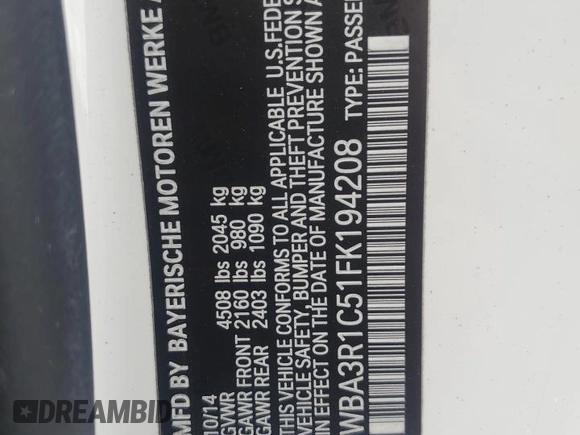 MFD BY BAYERISCHE MOTOREN WERKE
10/14
GVWR 4508 lbs 2045 kg
GAWR FRONT 2160 lbs 980 kg
GAWR REAR 2403 lbs 1090 kg
THIS VEHICLE CONFORMS TO ALL APPLICABLE U.S. FEDE
VEHICLE SAFETY, BUMPER AND THEFT PREVENTION S
IN EFFECT ON THE DATE OF MANUFACTURE SHOWN A
WBA3R1C51FK194208 TYPE: PASSE
AUTOHELPERBOT.COM